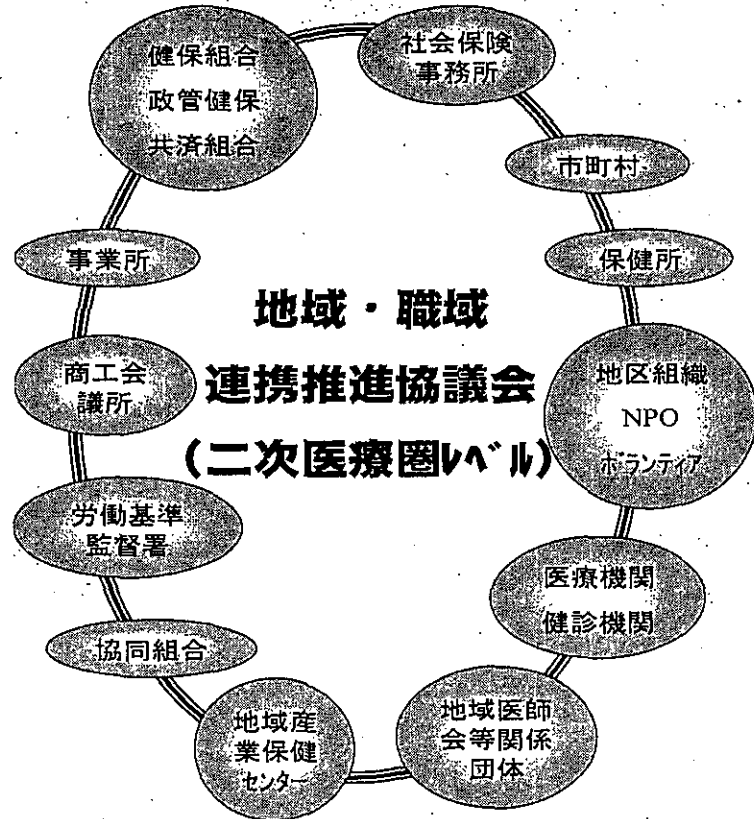 健保組合
政管健保
共済組合
社会保険
事務所
市町村
保健所
地区組織
NPO
ボランティア
医療機関
健診機関
地域医師
会等関係
団体
地域産
業保健
センター
協同組合
労働基準
監督署
商工会
議所
事業所
地域・職域
連携推進協議会
(二次医療圏レベル)